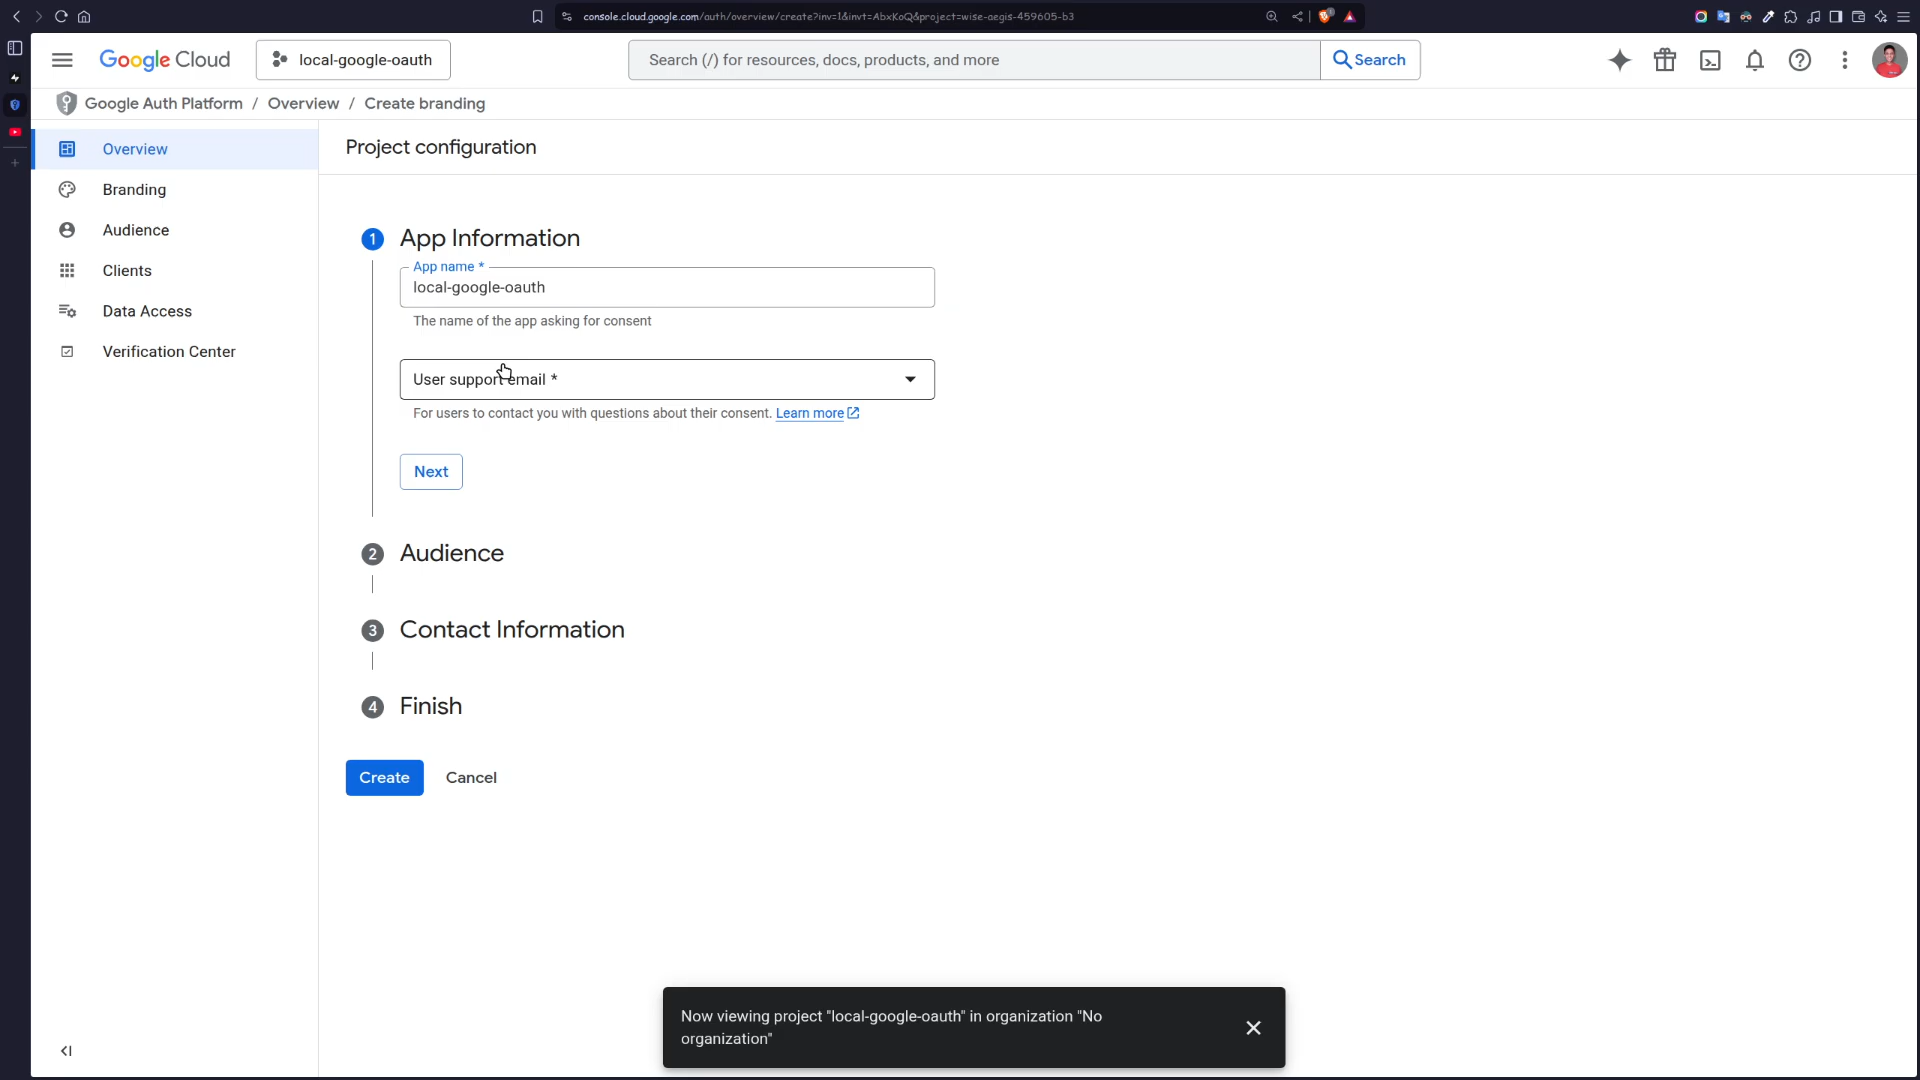 console.cloud.google.com/auth/overview/create?inv=1&invt=AbxKoQ&project=wise-aegis-459605-b3
Google Cloud
local-google-oauth
Search (/) for resources, docs, products, and more
Search
Google Auth Platform / Overview / Create branding
Overview
Branding
Audience
Clients
Data Access
Verification Center
Project configuration
1 App Information
App name *
local-google-oauth
The name of the app asking for consent
User support email *
For users to contact you with questions about their consent. Learn more
Next
2 Audience
3 Contact Information
4 Finish
Create Cancel
Now viewing project "local-google-oauth" in organization "No
organization"